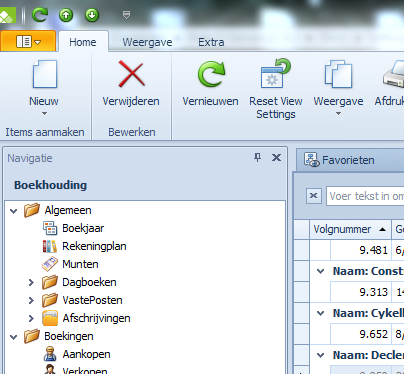 Home Weergave Extra
Nieuw Verwijderen Vernieuwen Reset View Settings Weergave
Items aanmaken Bewerken
Navigatie
Favorieten
Boekhouding
Voer tekst in om
Algemeen
Boekjaar
Volgnummer
Rekeningplan
9.481 6/
Munten
Naam: Const
Dagboeken
9.313
VastePosten
Naam: Cykell
Afschrijvingen
9.652 8/
Boekingen
Aankopen
Naam: Decler
Verkopen